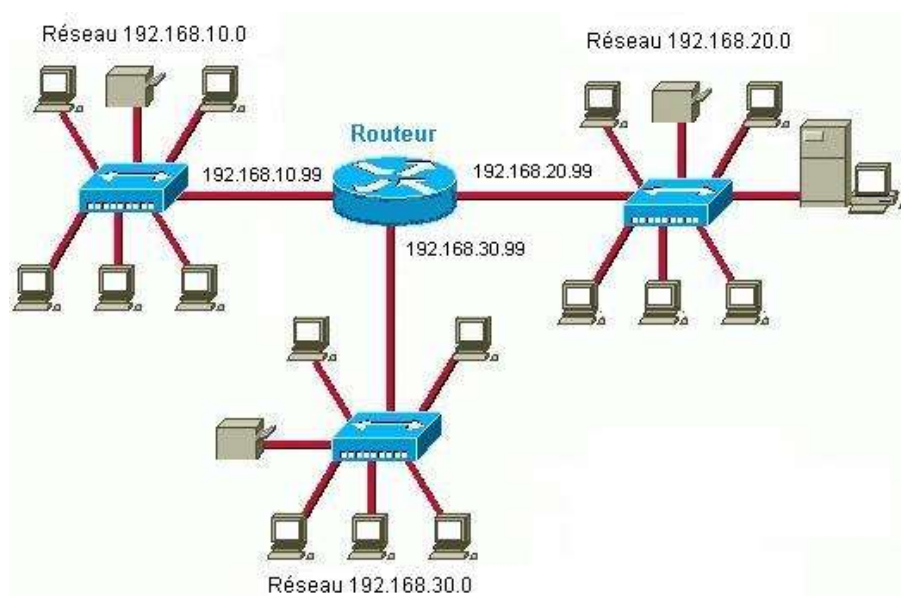 Réseau 192.168.10.0
Réseau 192.168.20.0
Routeur
192.168.10.99
192.168.20.99
192.168.30.99
Réseau 192.168.30.0